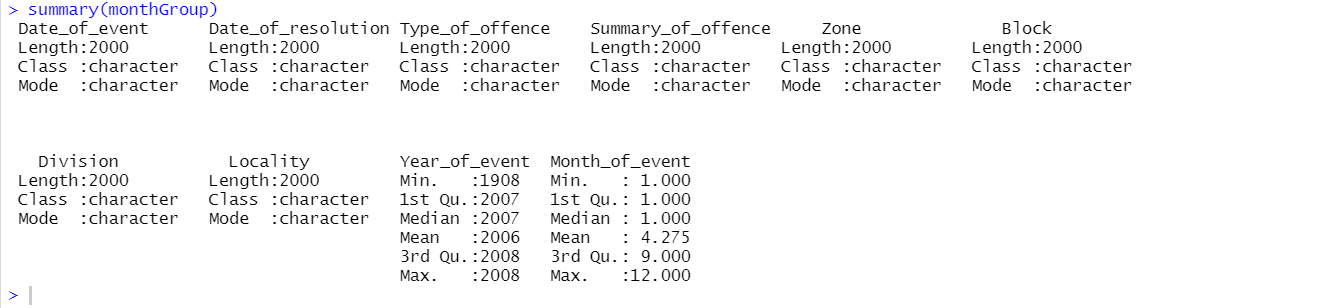 > summary(monthGroup)
Date_of_event Date_of_resolution Type_of_offence Summary_of_offence Zone Block
Length:2000 Length:2000 Length:2000 Length:2000 Length:2000 Length:2000
Class :character Class :character Class :character Class :character Class :character Class :character
Mode :character Mode :character Mode :character Mode :character Mode :character Mode :character
Division Locality Year_of_event Month_of_event
Length:2000 Length:2000 Min. :1908 Min. : 1.000
Class :character Class :character 1st Qu.:2007 1st Qu.: 1.000
Mode :character Mode :character Median :2007 Median : 1.000
Mean :2006 Mean : 4.275
3rd Qu.:2008 3rd Qu.: 9.000
Max. :2008 Max. :12.000
>